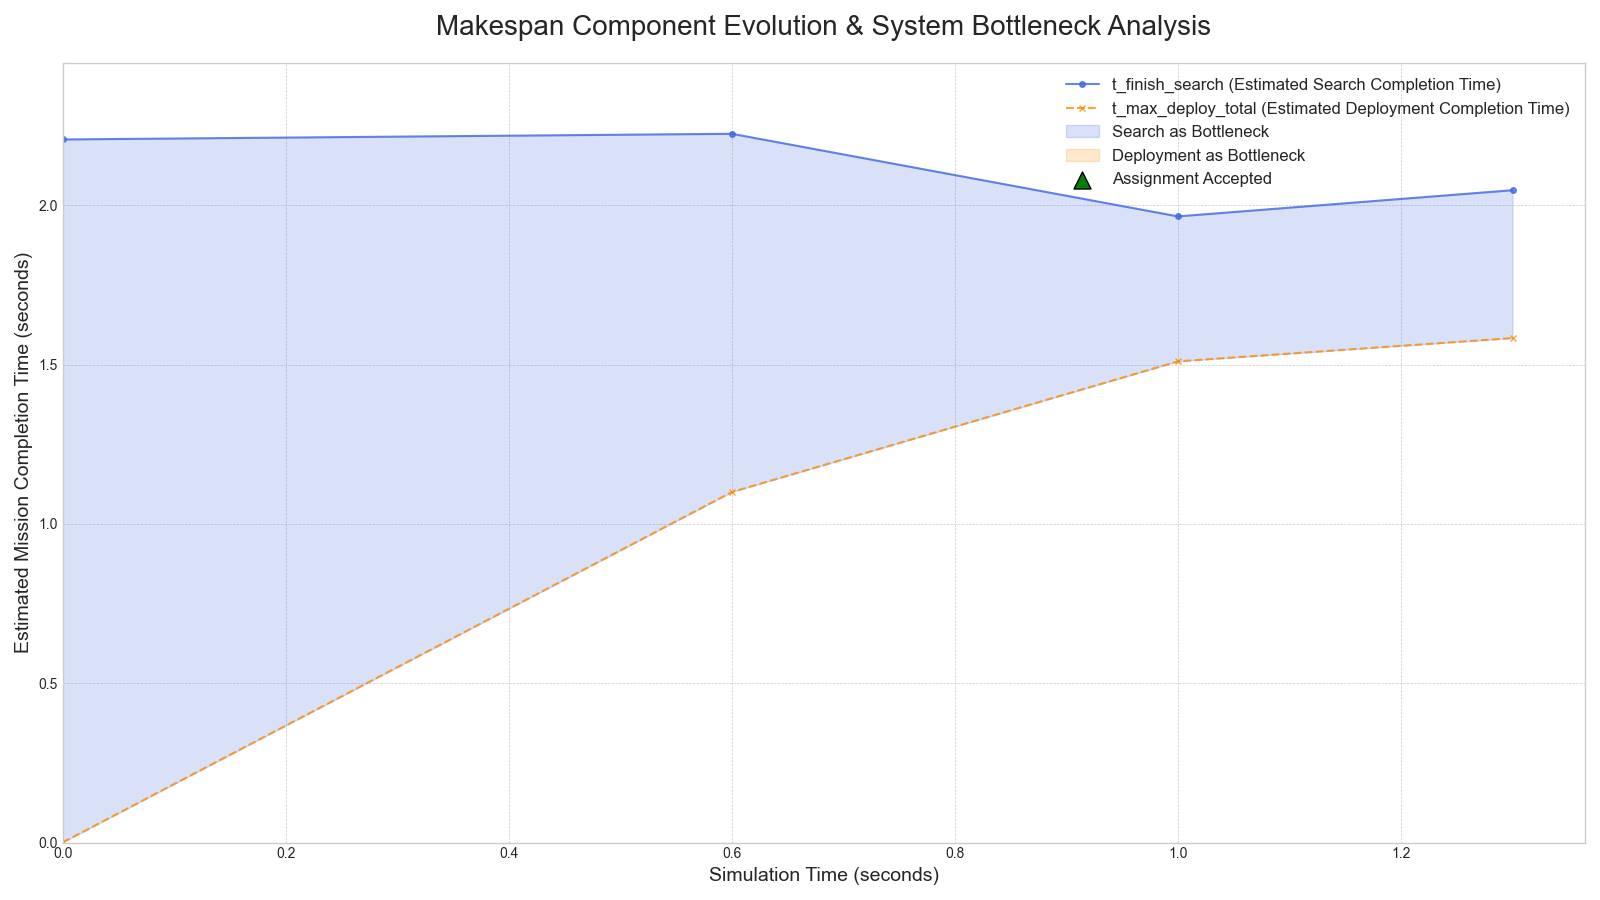 Makespan Component Evolution & System Bottleneck Analysis
t_finish_search (Estimated Search Completion Time)
t_max_deploy_total (Estimated Deployment Completion Time)
Search as Bottleneck
Deployment as Bottleneck
Assignment Accepted
Estimated Mission Completion Time (seconds)
2.0
1.5
1.0
0.5
0.0
0.0 0.2 0.4 0.6 0.8 1.0 1.2
Simulation Time (seconds)